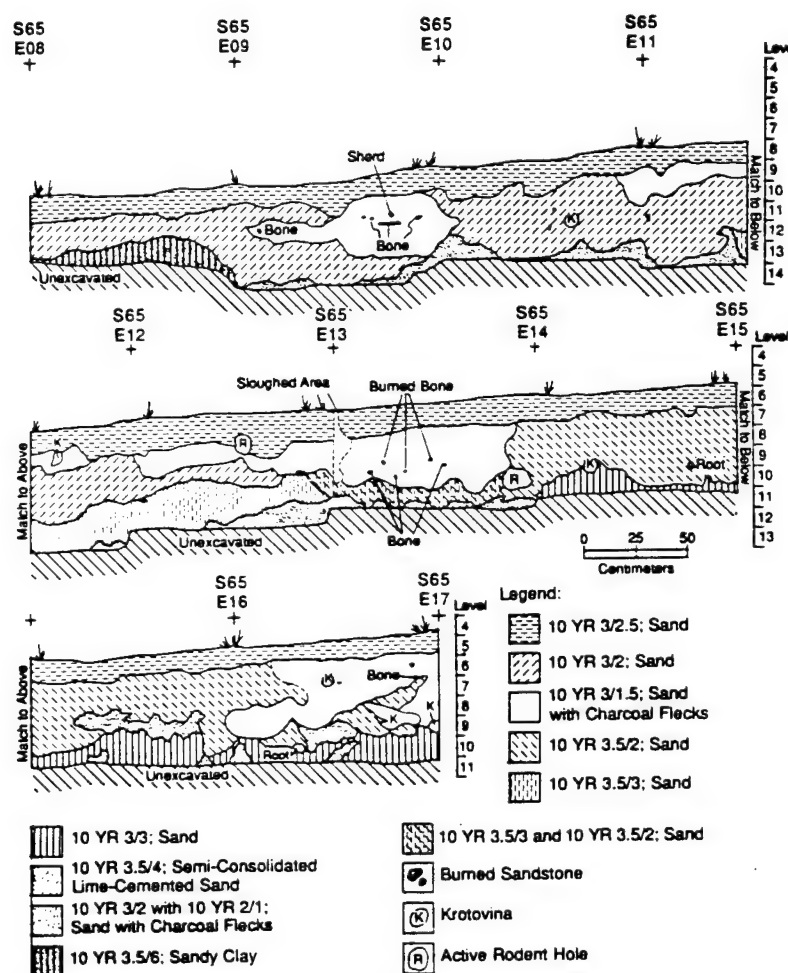 S65 S65 S65 S65
E08 E09 E10 E11 Level
4
5
6
7
8
9
10
11
12
13
14
Sherd
Bone
Bone
K
Match to Below
Unexcavated
S65 S65 S65 S65
E12 E13 E14 E15 Level
4
5
6
7
8
9
10
11
12
13
Sloughed Area Burned Bone
K
R
R
K
Root
Match to Above
Match to Below
Unexcavated
Bone
0 25 50
Centimeters
S65 S65
E16 E17 Level
4
5
6
7
8
9
10
11
K
Bone
K
K
Root
Match to Above
Unexcavated
Legend:
10 YR 3/2.5; Sand
10 YR 3/2; Sand
10 YR 3/1.5; Sand
with Charcoal Flecks
10 YR 3.5/2; Sand
10 YR 3.5/3; Sand
10 YR 3/3; Sand
10 YR 3.5/4; Semi-Consolidated
Lime-Cemented Sand
10 YR 3/2 with 10 YR 2/1;
Sand with Charcoal Flecks
10 YR 3.5/6; Sandy Clay
10 YR 3.5/3 and 10 YR 3.5/2; Sand
Burned Sandstone
K Krotovina
R Active Rodent Hole